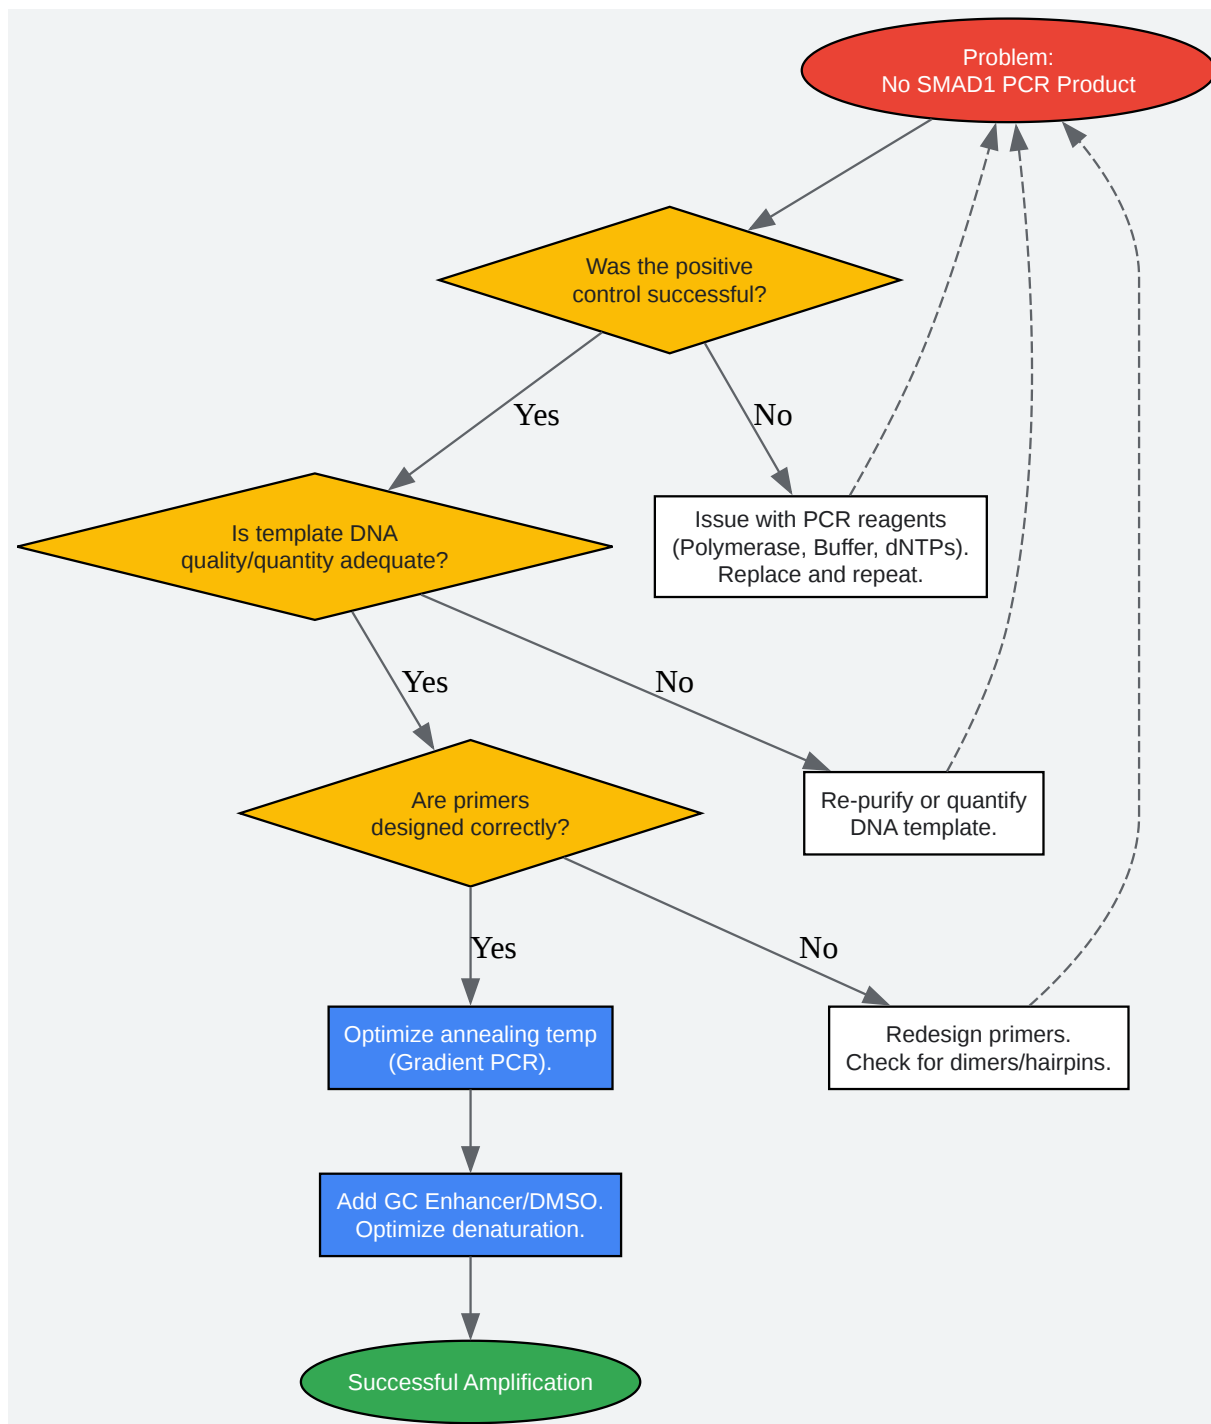 Problem:
No SMAD1 PCR Product
Was the positive
control successful?
Yes
No
Is template DNA
quality/quantity adequate?
Issue with PCR reagents
(Polymerase, Buffer, dNTPs).
Replace and repeat.
Yes
No
Are primers
designed correctly?
Re-purify or quantify
DNA template.
Yes
No
Optimize annealing temp
(Gradient PCR).
Redesign primers.
Check for dimers/hairpins.
Add GC Enhancer/DMSO.
Optimize denaturation.
Successful Amplification